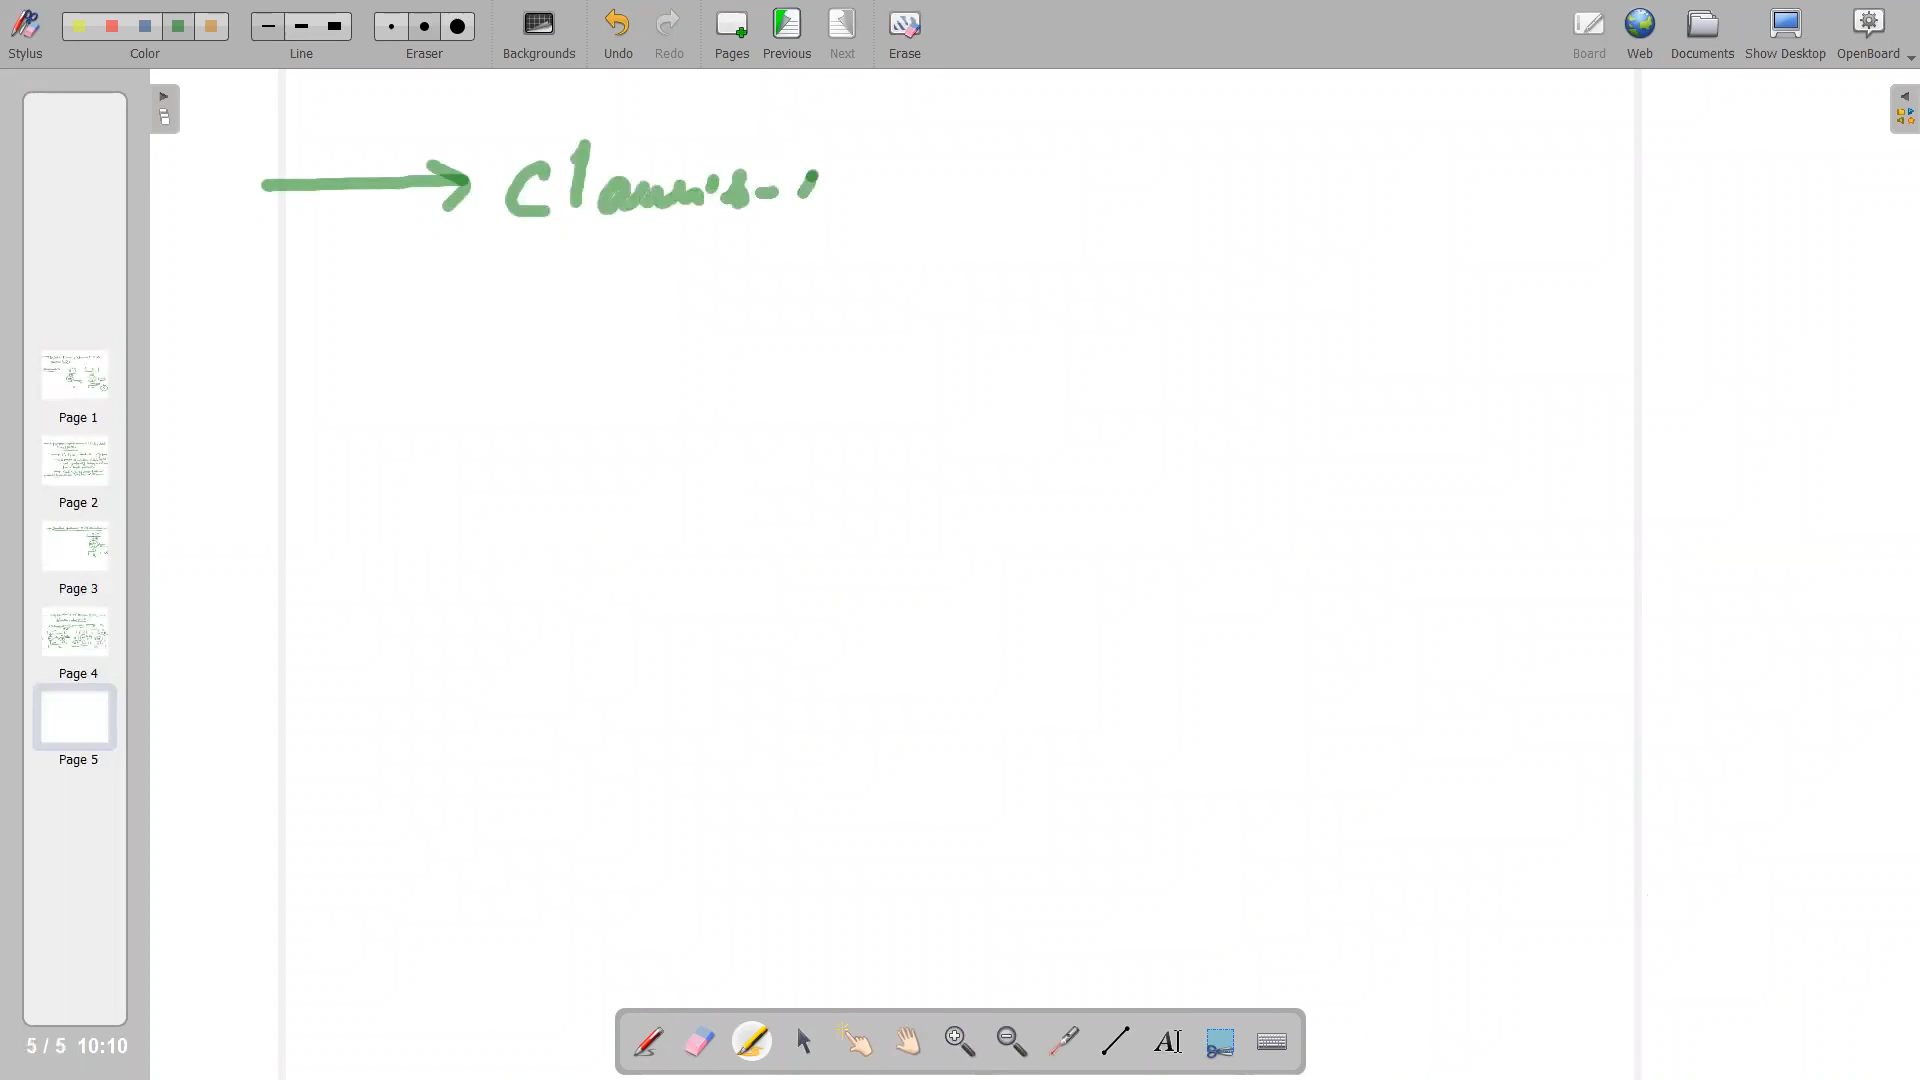 Stylus
Color
Line
Eraser
Backgrounds
Undo
Redo
Pages
Previous
Next
Erase
Board
Web
Documents
Show Desktop
OpenBoard
Page 1
Page 2
Page 3
Page 4
Page 5
5 / 5 10:10